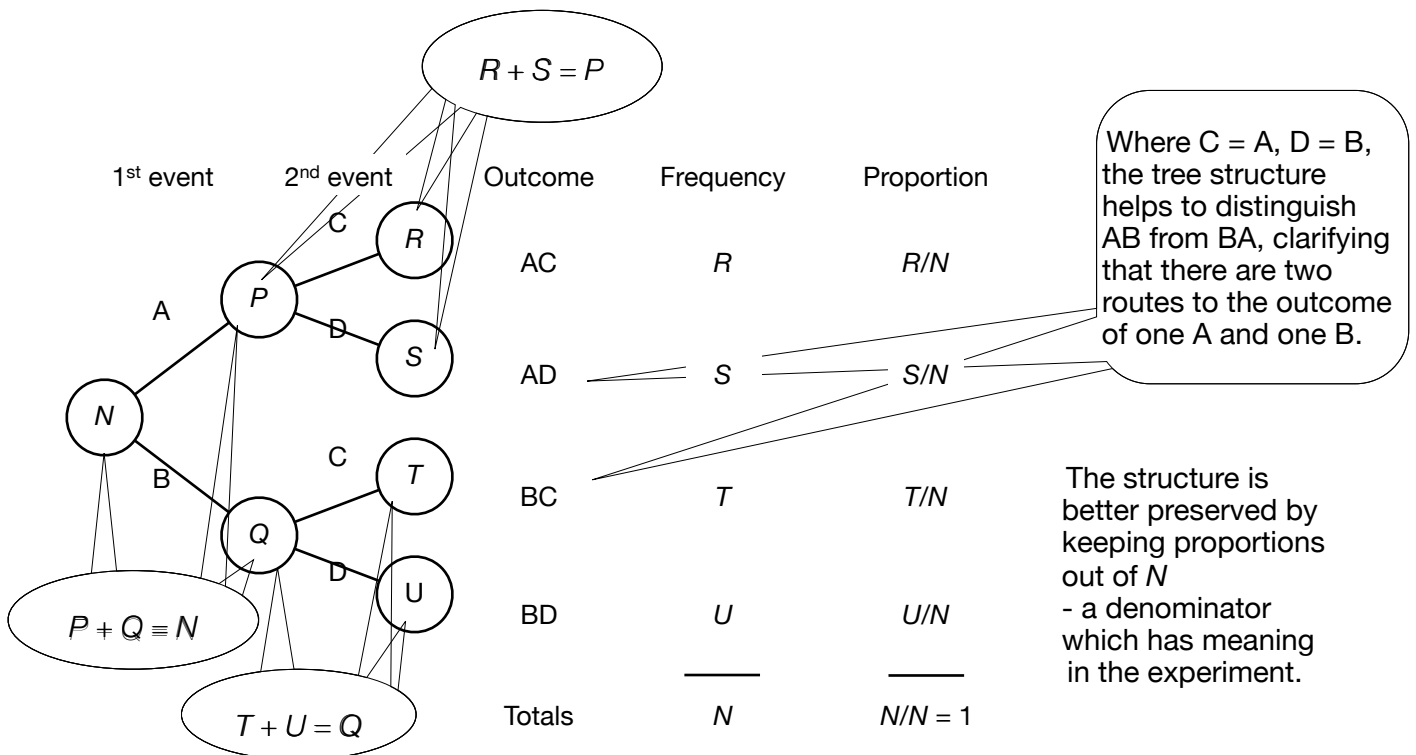 R + S = P
1st event 2nd event Outcome Frequency Proportion
C
R
AC R R/N
A
P
D
S
AD S S/N
N
B
C
T
BC T T/N
Q
D
U
BD U U/N
P + Q = N
T + U = Q
Totals N N/N = 1
Where C = A, D = B,
the tree structure
helps to distinguish
AB from BA, clarifying
that there are two
routes to the outcome
of one A and one B.
The structure is
better preserved by
keeping proportions
out of N
- a denominator
which has meaning
in the experiment.